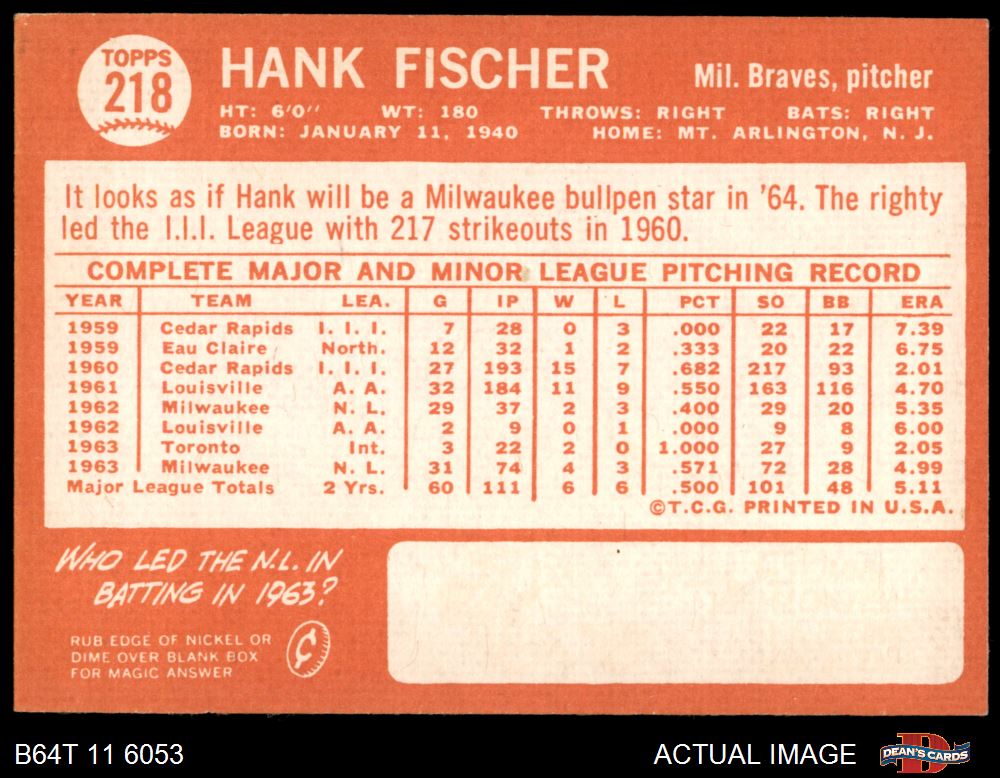 TOPPS
218
HANK FISCHER
Mil. Braves, pitcher
HT: 6'0'' WT: 180 THROWS: RIGHT BATS: RIGHT
BORN: JANUARY 11, 1940 HOME: MT. ARLINGTON, N. J.
It looks as if Hank will be a Milwaukee bullpen star in '64. The righty
led the I.I.I. League with 217 strikeouts in 1960.
COMPLETE MAJOR AND MINOR LEAGUE PITCHING RECORD
YEAR TEAM LEA. G IP W L PCT SO BB ERA
1959 Cedar Rapids I. I. I. 7 28 0 3 .000 22 17 7.39
1959 Eau Claire North. 12 32 1 2 .333 20 22 6.75
1960 Cedar Rapids I. I. I. 27 193 15 7 .682 217 93 2.01
1961 Louisville A. A. 32 184 11 9 .550 163 116 4.70
1962 Milwaukee N. L. 29 37 2 3 .400 29 20 5.35
1962 Louisville A. A. 2 9 0 1 .000 9 8 6.00
1963 Toronto Int. 3 22 2 0 1.000 27 9 2.05
1963 Milwaukee N. L. 31 74 4 3 .571 72 28 4.99
Major League Totals 2 Yrs. 60 111 6 6 .500 101 48 5.11
©T.C.G. PRINTED IN U.S.A.
WHO LED THE N.L. IN
BATTING IN 1963?
RUB EDGE OF NICKEL OR
DIME OVER BLANK BOX
FOR MAGIC ANSWER
¢
B64T 11 6053
ACTUAL IMAGE
D
DEAN'S CARDS